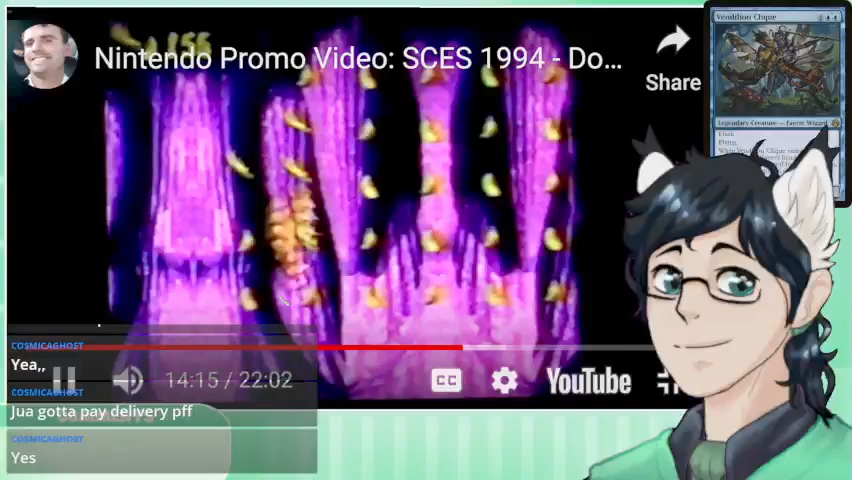 Nintendo Promo Video: SCES 1994 - Do...
Share
Vendilion Clique
Legendary Creature — Faerie Wizard
Flash
COSMICAGHOST
Yea,,
14:15 / 22:02
CC
YouTube
COSMICAGHOST
Jua gotta pay delivery pff
COSMICAGHOST
Yes